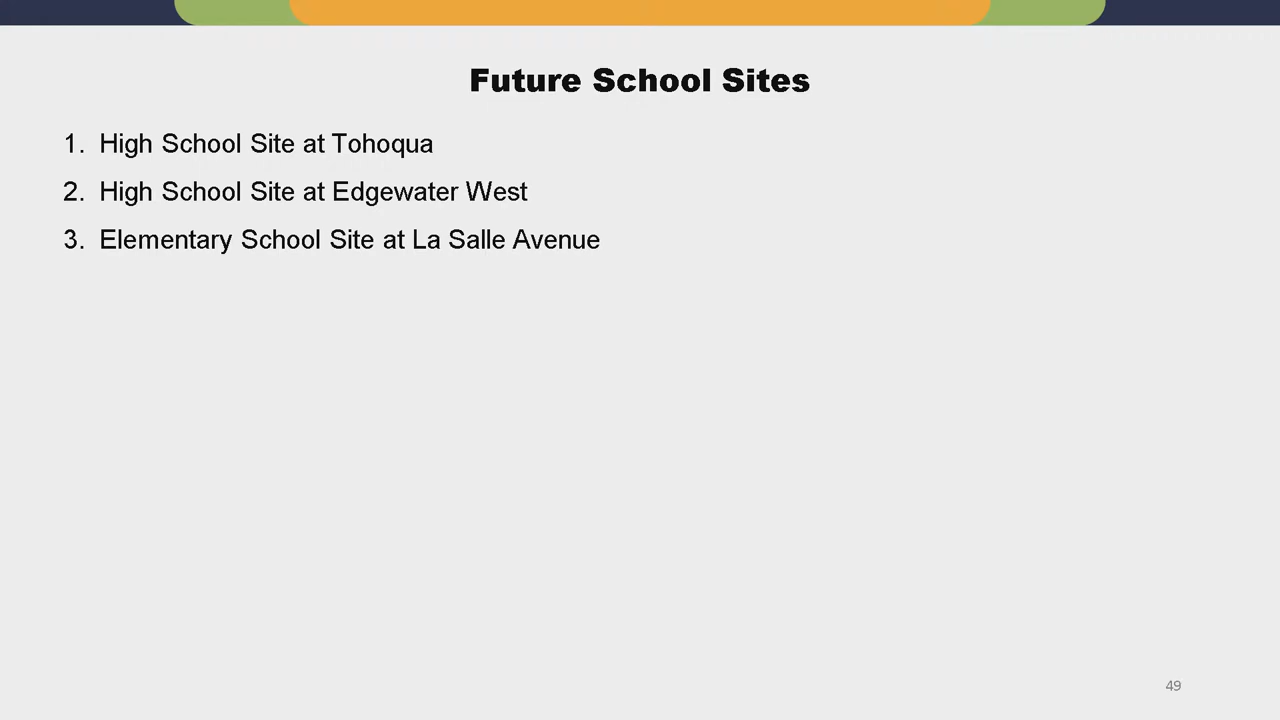 Future School Sites
1. High School Site at Tohoqua
2. High School Site at Edgewater West
3. Elementary School Site at La Salle Avenue
49